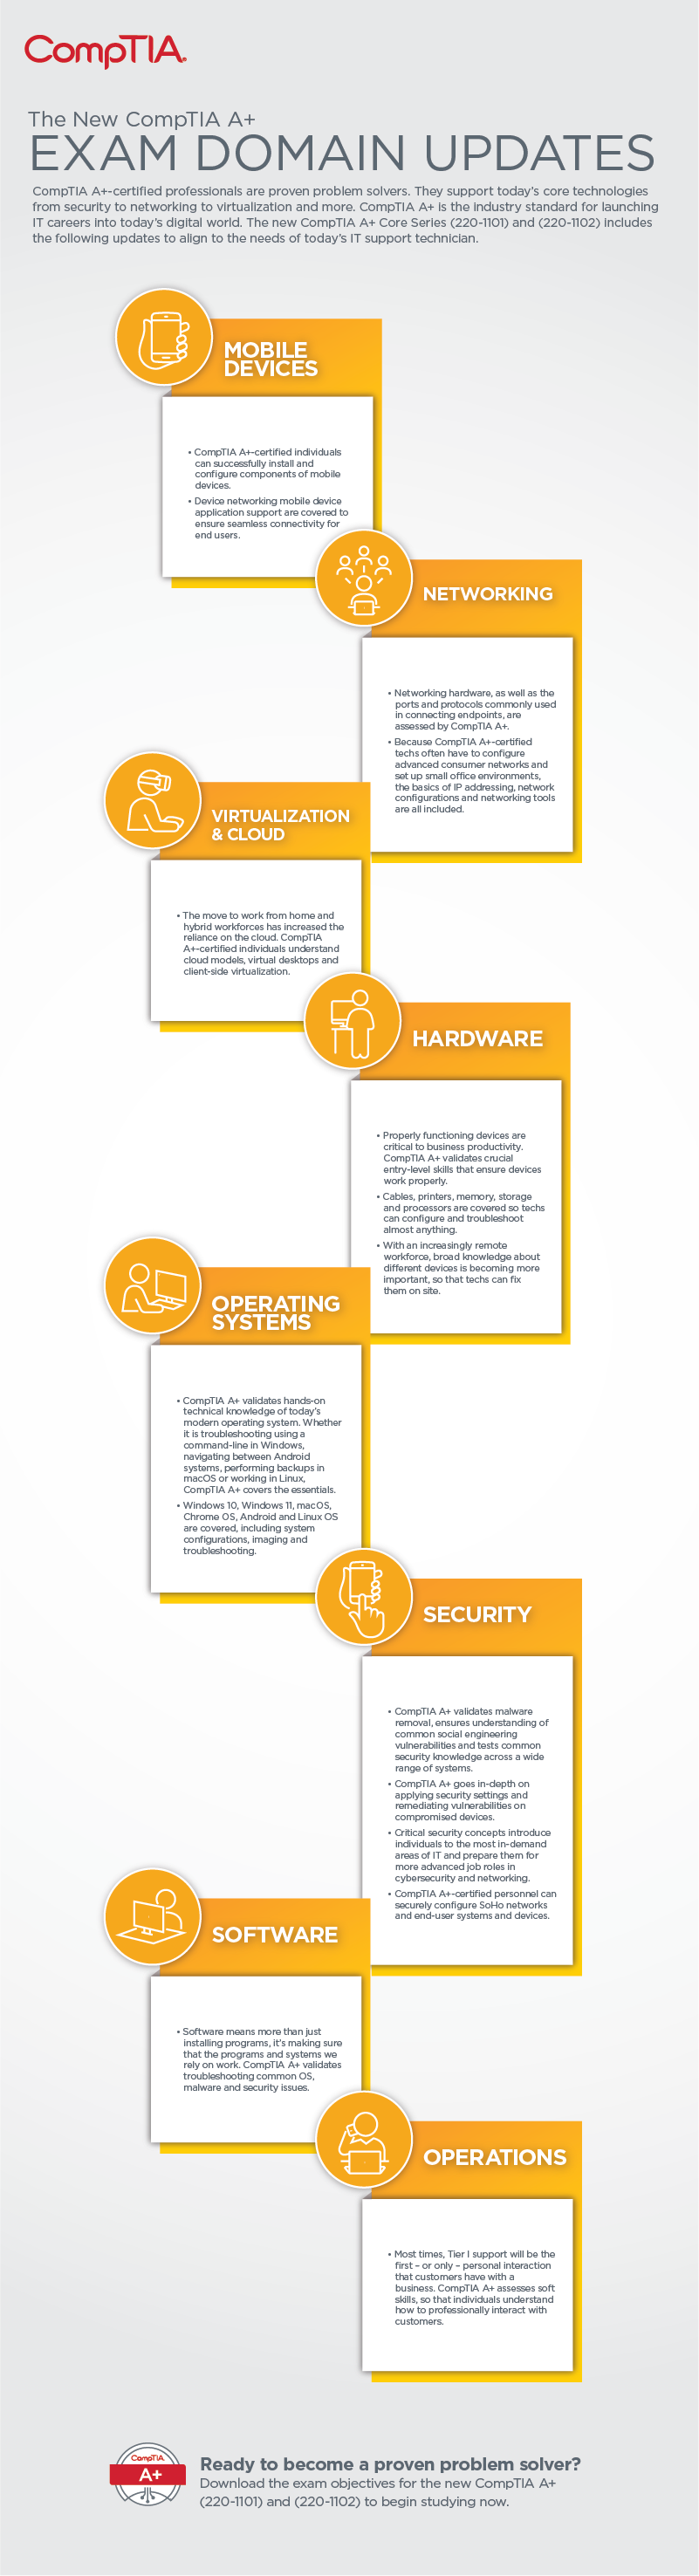 CompTIA.
The New CompTIA A+
EXAM DOMAIN UPDATES
CompTIA A+-certified professionals are proven problem solvers. They support today's core technologies
from security to networking to virtualization and more. CompTIA A+ is the industry standard for launching
IT careers into today's digital world. The new CompTIA A+ Core Series (220-1101) and (220-1102) includes
the following updates to align to the needs of today's IT support technician.
MOBILE
DEVICES
• CompTIA A+-certified individuals
can successfully install and
configure components of mobile
devices.
• Device networking mobile device
application support are covered to
ensure seamless connectivity for
end users.
NETWORKING
• Networking hardware, as well as the
ports and protocols commonly used
in connecting endpoints, are
assessed by CompTIA A+.
• Because CompTIA A+-certified
techs often have to configure
advanced consumer networks and
set up small office environments,
the basics of IP addressing, network
configurations and networking tools
are all included.
VIRTUALIZATION
& CLOUD
• The move to work from home and
hybrid workforces has increased the
reliance on the cloud. CompTIA
A+-certified individuals understand
cloud models, virtual desktops and
client-side virtualization.
HARDWARE
• Properly functioning devices are
critical to business productivity.
CompTIA A+ validates crucial
entry-level skills that ensure devices
work properly.
• Cables, printers, memory, storage
and processors are covered so techs
can configure and troubleshoot
almost anything.
• With an increasingly remote
workforce, broad knowledge about
different devices is becoming more
important, so that techs can fix
them on site.
OPERATING
SYSTEMS
• CompTIA A+ validates hands-on
technical knowledge of today's
modern operating system. Whether
it is troubleshooting using a
command-line in Windows,
navigating between Android
systems, performing backups in
macOS or working in Linux,
CompTIA A+ covers the essentials.
• Windows 10, Windows 11, macOS,
Chrome OS, Android and Linux OS
are covered, including system
configurations, imaging and
troubleshooting.
SECURITY
• CompTIA A+ validates malware
removal, ensures understanding of
common social engineering
vulnerabilities and tests common
security knowledge across a wide
range of systems.
• CompTIA A+ goes in-depth on
applying security settings and
remediating vulnerabilities on
compromised devices.
• Critical security concepts introduce
individuals to the most in-demand
areas of IT and prepare them for
more advanced job roles in
cybersecurity and networking.
• CompTIA A+-certified personnel can
securely configure SoHo networks
and end-user systems and devices.
SOFTWARE
• Software means more than just
installing programs, it's making sure
that the programs and systems we
rely on work. CompTIA A+ validates
troubleshooting common OS,
malware and security issues.
OPERATIONS
• Most times, Tier I support will be the
first – or only – personal interaction
that customers have with a
business. CompTIA A+ assesses soft
skills, so that individuals understand
how to professionally interact with
customers.
CompTIA.
A+
Ready to become a proven problem solver?
Download the exam objectives for the new CompTIA A+
(220-1101) and (220-1102) to begin studying now.